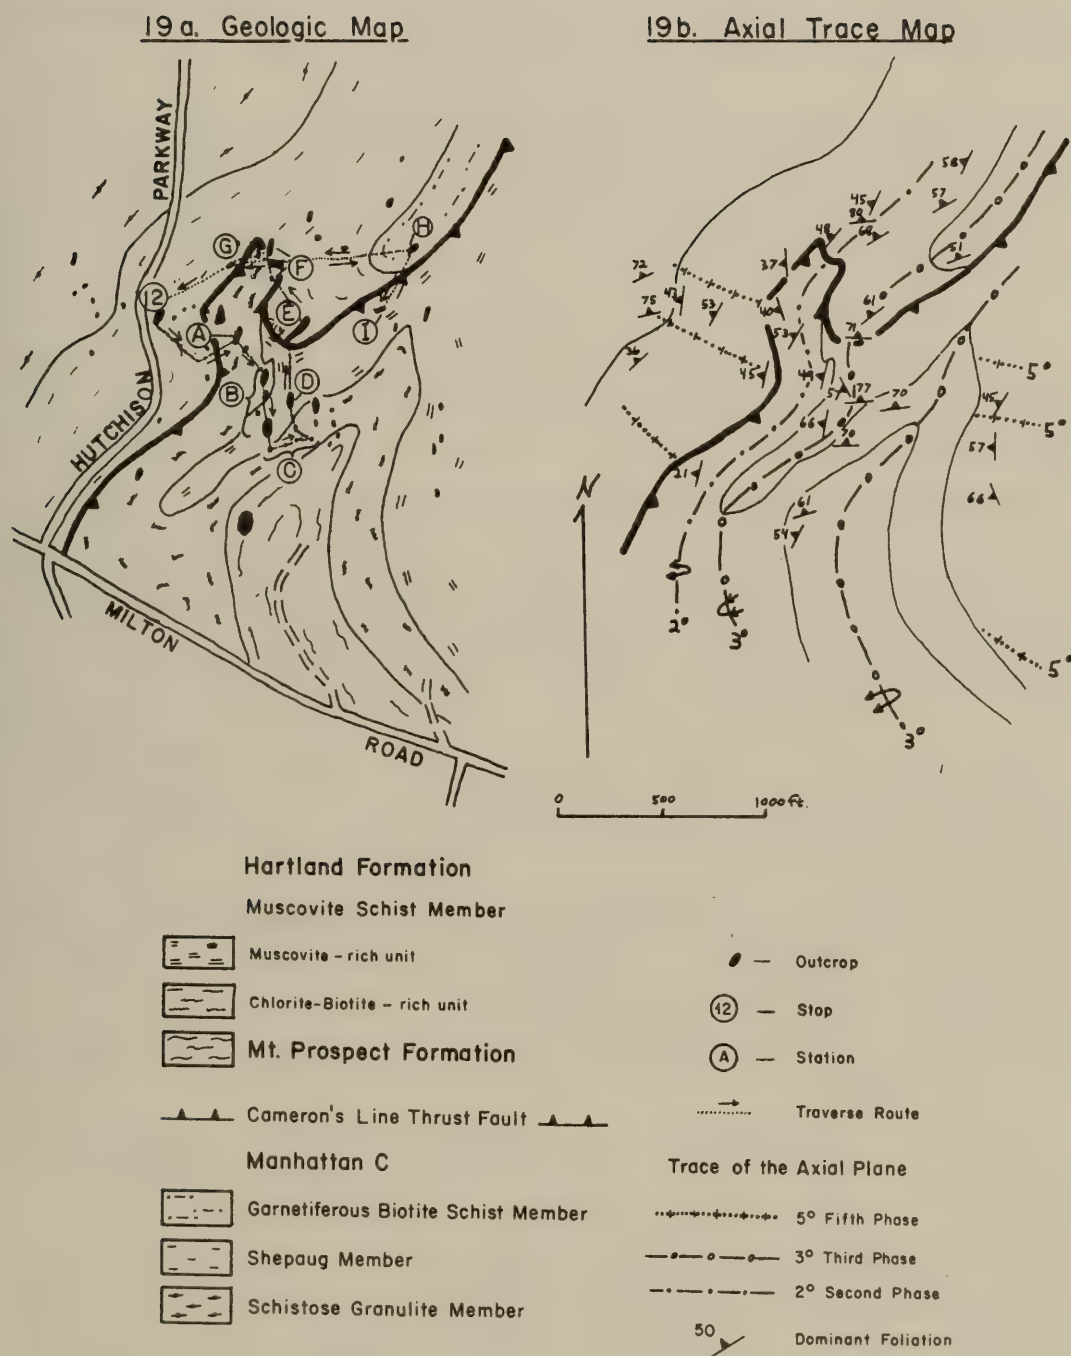 19a. Geologic Map
19b. Axial Trace Map
PARKWAY
HUTCHISON
MILTON
ROAD
G
H
F
12
E
I
A
B
D
C
58
57
45
80
68
48
51
37
72
42
75
53
40
61
53
71
36
45
49
57
77
70
66
70
45
57
21
66
61
54
5°
5°
5°
2°
3°
3°
N
0 500 1000 ft.
Hartland Formation
Muscovite Schist Member
Muscovite - rich unit
Chlorite-Biotite - rich unit
Mt. Prospect Formation
Cameron's Line Thrust Fault
Manhattan C
Garnetiferous Biotite Schist Member
Shepaug Member
Schistose Granulite Member
Outcrop
12 — Stop
A — Station
Traverse Route
Trace of the Axial Plane
5° Fifth Phase
3° Third Phase
2° Second Phase
50 Dominant Foliation